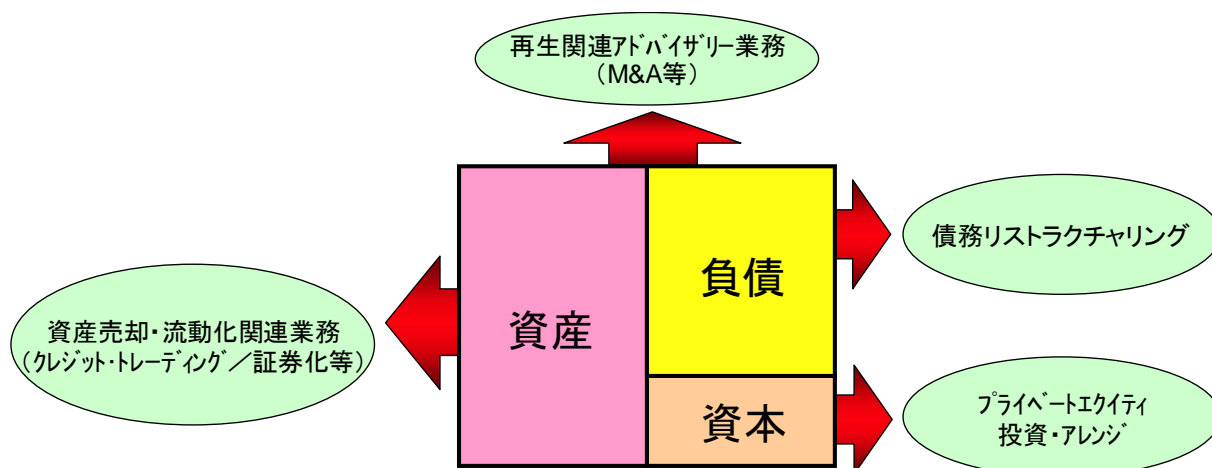 再生関連ｱﾄﾞﾊﾞｲｻﾞﾘｰ業務
（M&A等）
負債
債務リストラクチャリング
資産
資産売却・流動化関連業務
（ｸﾚｼﾞｯﾄ･ﾄﾚｰﾃﾞｨﾝｸﾞ／証券化等）
資本
ﾌﾟﾗｲﾍﾞｰﾄｴｸｲﾃｨ
投資・ｱﾚﾝｼﾞ